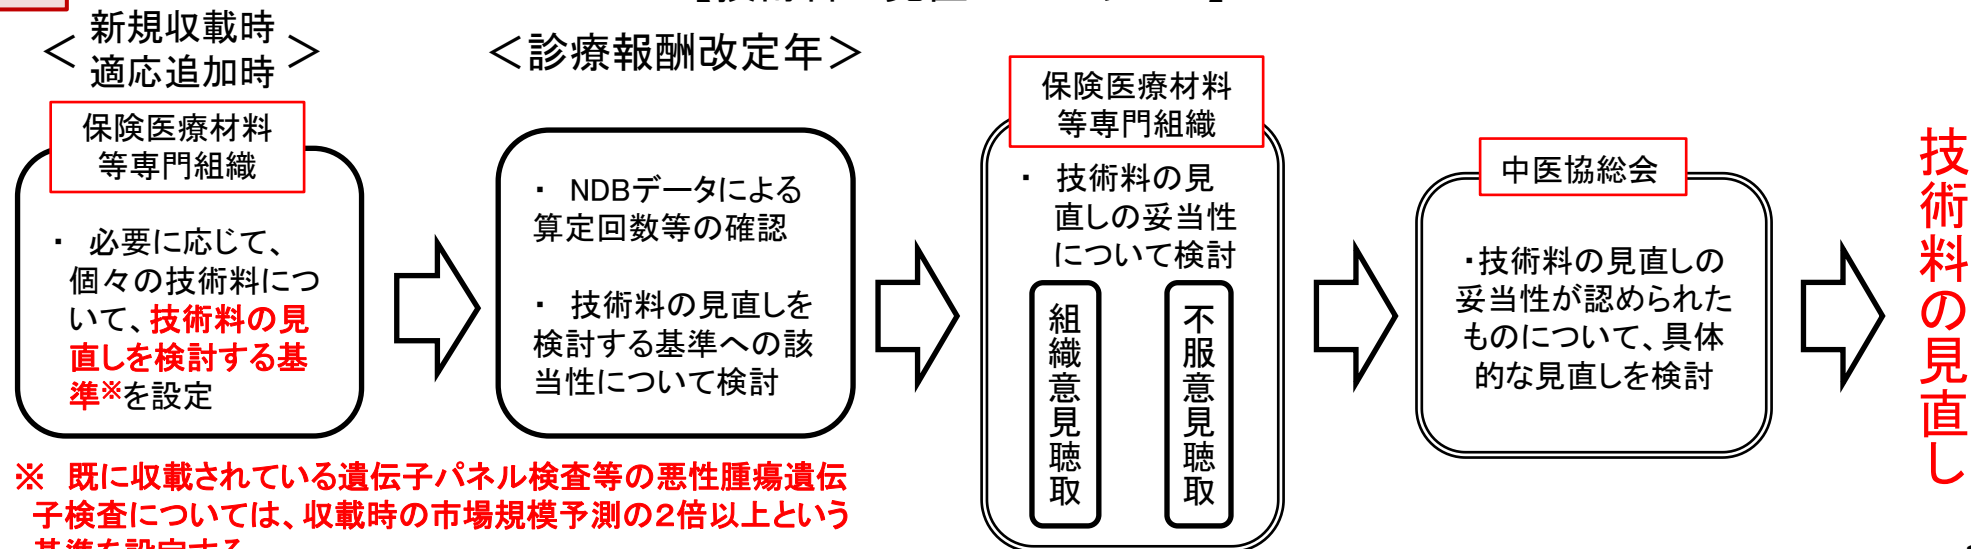 ＜ 新規収載時
適応追加時 ＞
保険医療材料
等専門組織
・ 必要に応じて、
個々の技術料につ
いて、技術料の見
直しを検討する基
準※を設定
＜診療報酬改定年＞
・ NDBデータによる
算定回数等の確認
・ 技術料の見直しを
検討する基準への該
当性について検討
保険医療材料
等専門組織
・ 技術料の見
直しの妥当性
について検討
組織意見聴取
不服意見聴取
中医協総会
・技術料の見直しの
妥当性が認められた
ものについて、具体
的な見直しを検討
技術料の見直し
※ 既に収載されている遺伝子パネル検査等の悪性腫瘍遺伝
子検査については、収載時の市場規模予測の２倍以上という